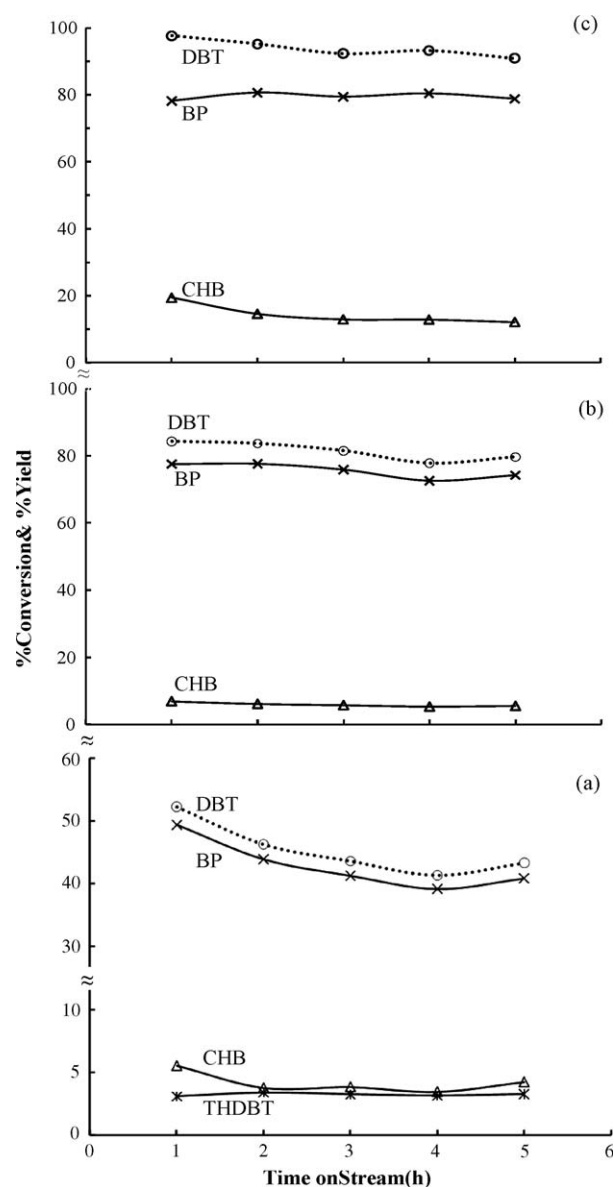 100
(c)
DBT
80
BP
60
40
20
CHB
0
≈
100
(b)
DBT
80
BP
60
40
20
CHB
0
%Conversion& %Yield
≈
60
(a)
DBT
50
BP
40
30
≈
10
CHB
5
THDBT
0
0 1 2 3 4 5 6
Time onStream(h)